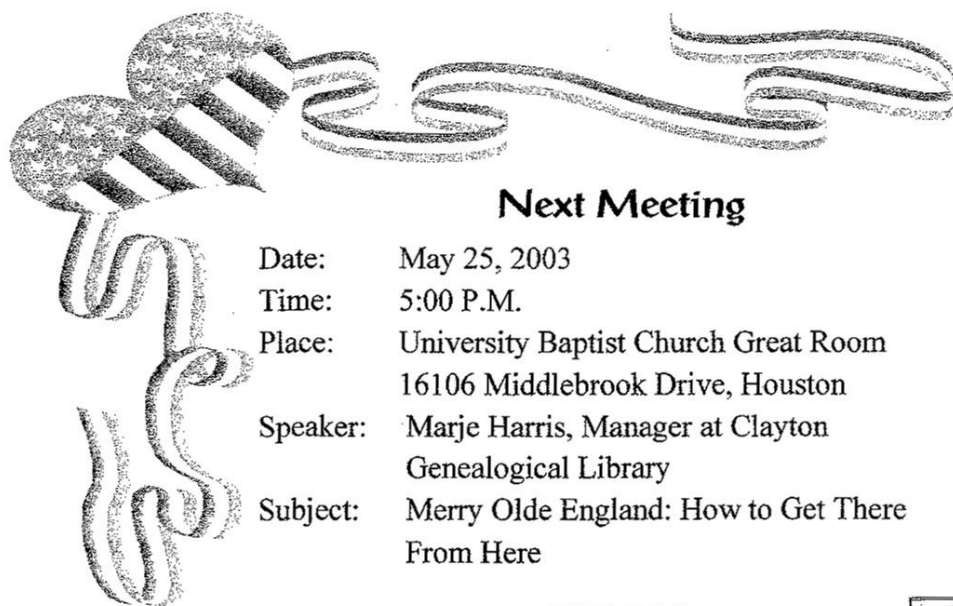 Next Meeting
Date: May 25, 2003
Time: 5:00 P.M.
Place: University Baptist Church Great Room
16106 Middlebrook Drive, Houston
Speaker: Marje Harris, Manager at Clayton
Genealogical Library
Subject: Merry Olde England: How to Get There
From Here